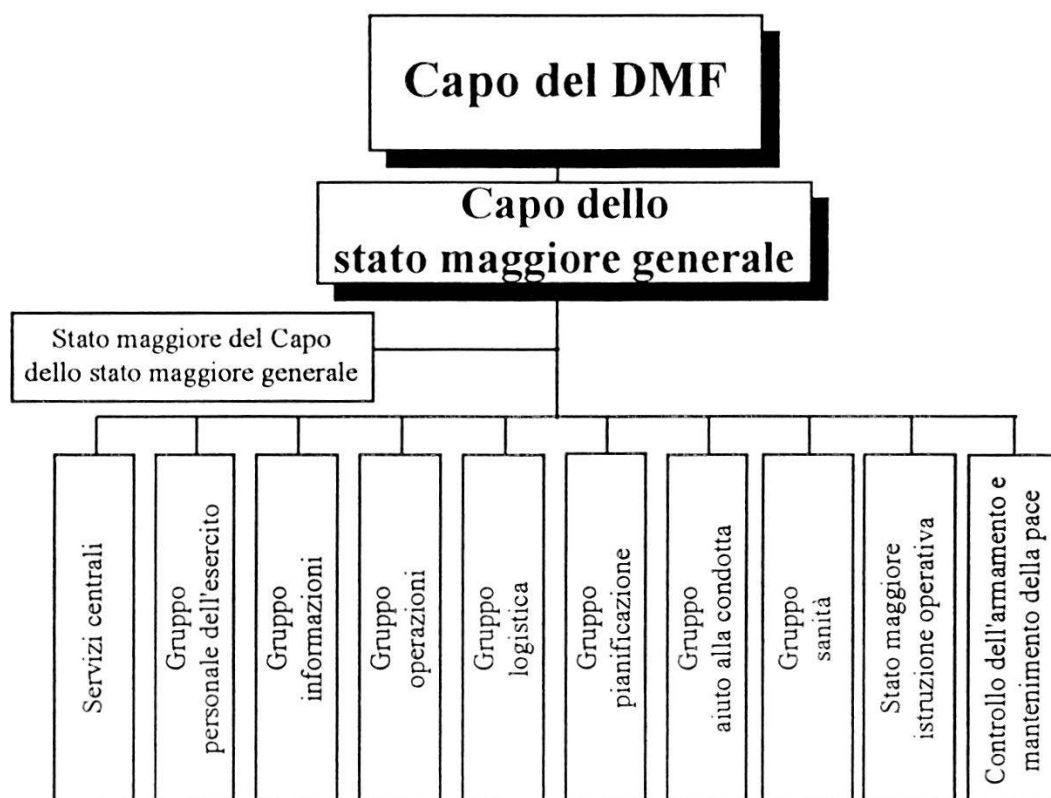 Capo del DMF
Capo dello
stato maggiore generale
Stato maggiore del Capo
dello stato maggiore generale
Servizi centrali
Gruppo
personale dell'esercito
Gruppo
informazioni
Gruppo
operazioni
Gruppo
logistica
Gruppo
pianificazione
Gruppo
aiuto alla condotta
Gruppo
sanità
Stato maggiore
istruzione operativa
Controllo dell'armamento e
mantenimento della pace